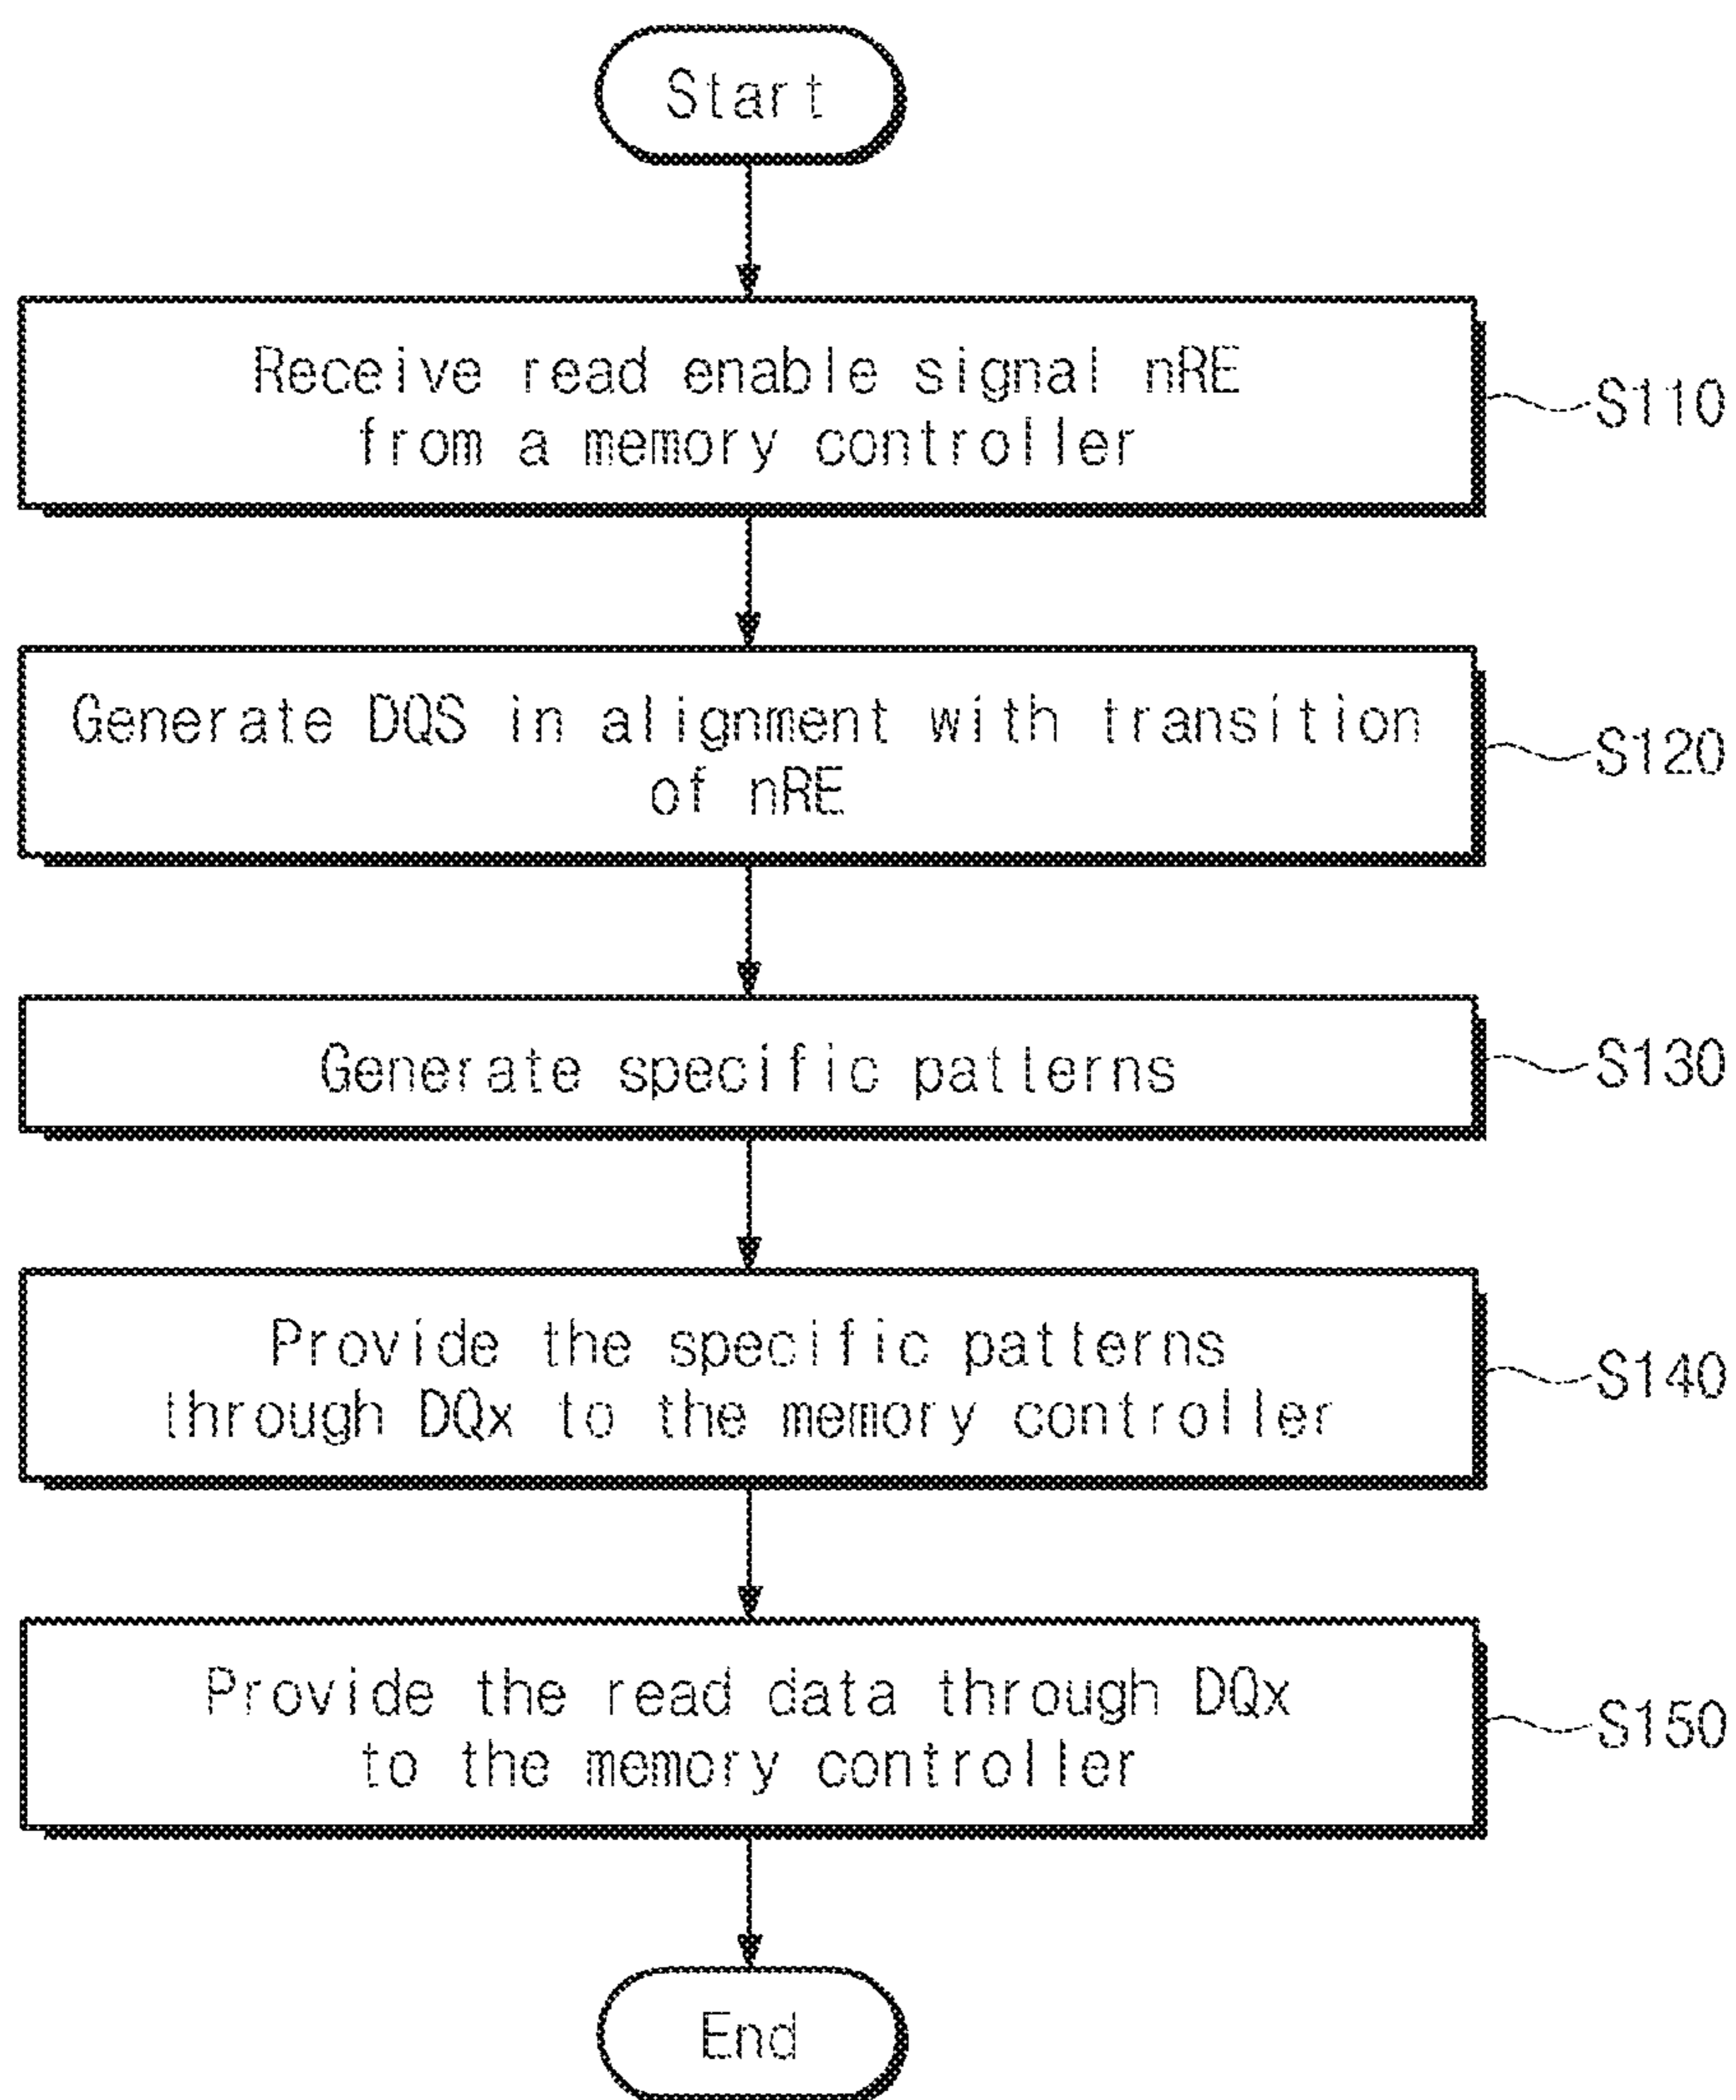 Start
Receive read enable signal nRE
from a memory controller
S110
Generate DQS in alignment with transition
of nRE
S120
Generate specific patterns
S130
Provide the specific patterns
through DQx to the memory controller
S140
Provide the read data through DQx
to the memory controller
S150
End